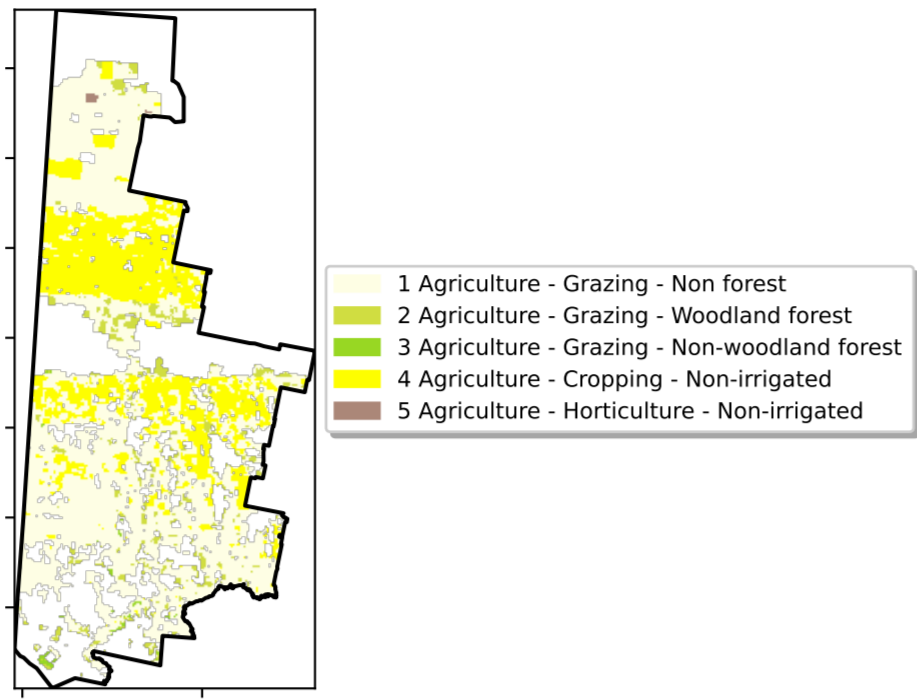 1 Agriculture - Grazing - Non forest
2 Agriculture - Grazing - Woodland forest
3 Agriculture - Grazing - Non-woodland forest
4 Agriculture - Cropping - Non-irrigated
5 Agriculture - Horticulture - Non-irrigated